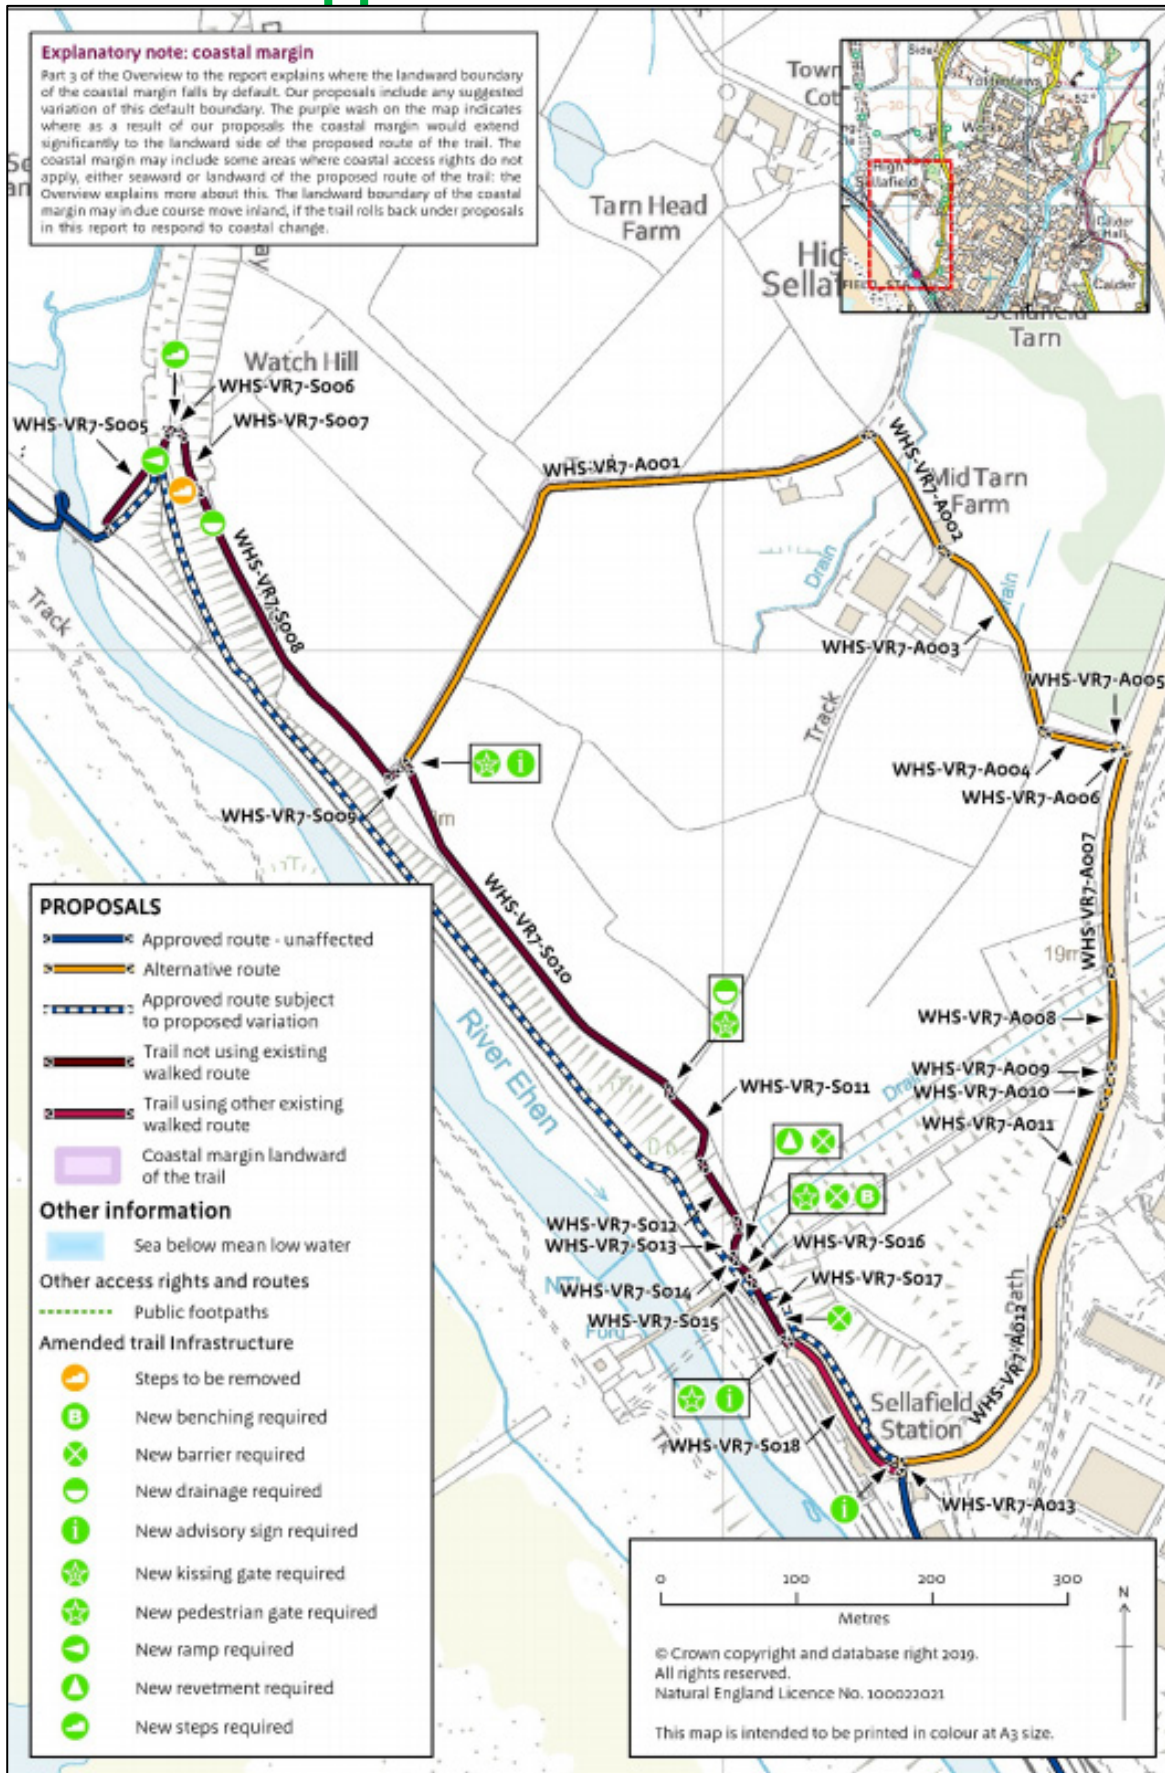 Explanatory note: coastal margin
Part 3 of the Overview to the report explains where the landward boundary
of the coastal margin falls by default. Our proposals include any suggested
variation of this default boundary. The purple wash on the map indicates
where as a result of our proposals the coastal margin would extend
significantly to the landward side of the proposed route of the trail. The
coastal margin may include some areas where coastal access rights do not
apply, either seaward or landward of the proposed route of the trail: the
Overview explains more about this. The landward boundary of the coastal
margin may in due course move inland, if the trail rolls back under proposals
in this report to respond to coastal change.
Town
Cot
Side
Yottenfews
Works
High
Sellafield
Calder
Hall
Calder
Tarn Head
Farm
Tarn
Watch Hill
WHS-VR7-S006
WHS-VR7-S007
WHS-VR7-S005
WHS-VR7-S008
WHS-VR7-A001
WHS-VR7-A002
Mid Tarn
Farm
Drain
WHS-VR7-A003
Track
Track
WHS-VR7-A005
WHS-VR7-A004
WHS-VR7-A006
WHS-VR7-S009
WHS-VR7-A007
WHS-VR7-S010
19m
WHS-VR7-A008
WHS-VR7-A009
WHS-VR7-A010
WHS-VR7-A011
River Ehen
WHS-VR7-S011
WHS-VR7-S012
WHS-VR7-S013
WHS-VR7-S014
WHS-VR7-S015
WHS-VR7-S016
WHS-VR7-S017
WHS-VR7-A012
Path
Sellafield
Station
WHS-VR7-S018
WHS-VR7-A013
PROPOSALS
Approved route - unaffected
Alternative route
Approved route subject
to proposed variation
Trail not using existing
walked route
Trail using other existing
walked route
Coastal margin landward
of the trail
Other information
Sea below mean low water
Other access rights and routes
Public footpaths
Amended trail Infrastructure
Steps to be removed
B New benching required
New barrier required
New drainage required
i New advisory sign required
New kissing gate required
New pedestrian gate required
New ramp required
New revetment required
New steps required
0 100 200 300
Metres
N
© Crown copyright and database right 2019.
All rights reserved.
Natural England Licence No. 100022021
This map is intended to be printed in colour at A3 size.